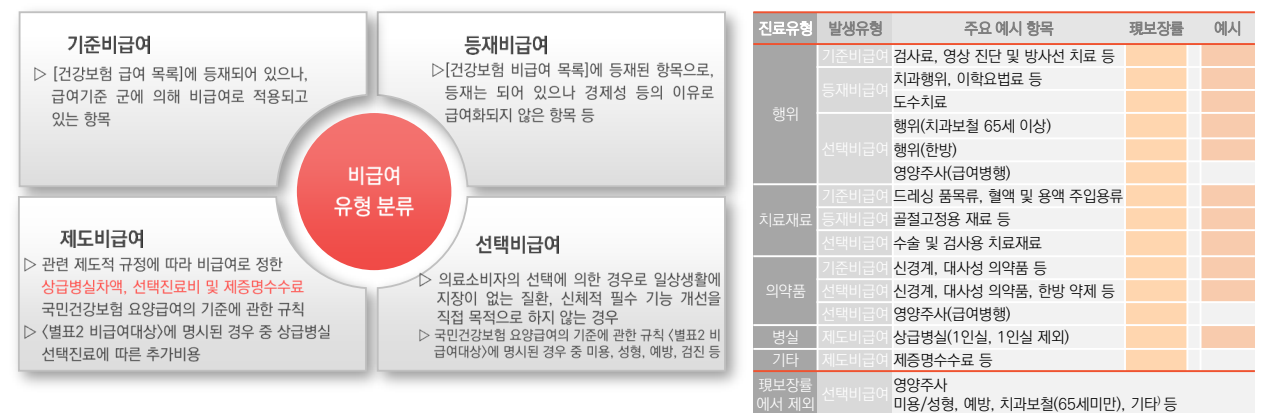 기준비급여
▷ [건강보험 급여 목록]에 등재되어 있으나,
급여기준 군에 의해 비급여로 적용되고
있는 항목
등재비급여
▷[건강보험 비급여 목록]에 등재된 항목으로,
등재는 되어 있으나 경제성 등의 이유로
급여화되지 않은 항목 등
비급여
유형 분류
제도비급여
▷ 관련 제도적 규정에 따라 비급여로 정한
상급병실차액, 선택진료비 및 제증명수수료
국민건강보험 요양급여의 기준에 관한 규칙
▷ <별표2 비급여대상>에 명시된 경우 중 상급병실
선택진료에 따른 추가비용
선택비급여
▷ 의료소비자의 선택에 의한 경우로 일상생활에
지장이 없는 질환, 신체적 필수 기능 개선을
직접 목적으로 하지 않는 경우
▷ 국민건강보험 요양급여의 기준에 관한 규칙 <별표2 비
급여대상>에 명시된 경우 중 미용, 성형, 예방, 검진 등
진료유형 발생유형 주요 예시 항목 現보장률 예시
행위 기준비급여 검사료, 영상 진단 및 방사선 치료 등
등재비급여 치과행위, 이학요법료 등
도수치료
선택비급여 행위(치과보철 65세 이상)
행위(한방)
영양주사(급여병행)
치료재료 기준비급여 드레싱 품목류, 혈액 및 용액 주입용류
등재비급여 골절고정용 재료 등
선택비급여 수술 및 검사용 치료재료
의약품 기준비급여 신경계, 대사성 의약품 등
선택비급여 신경계, 대사성 의약품, 한방 약제 등
선택비급여 영양주사(급여병행)
병실 제도비급여 상급병실(1인실, 1인실 제외)
기타 제도비급여 제증명수수료 등
現보장률
에서 제외 선택비급여 영양주사
미용/성형, 예방, 치과보철(65세미만), 기타⁾ 등